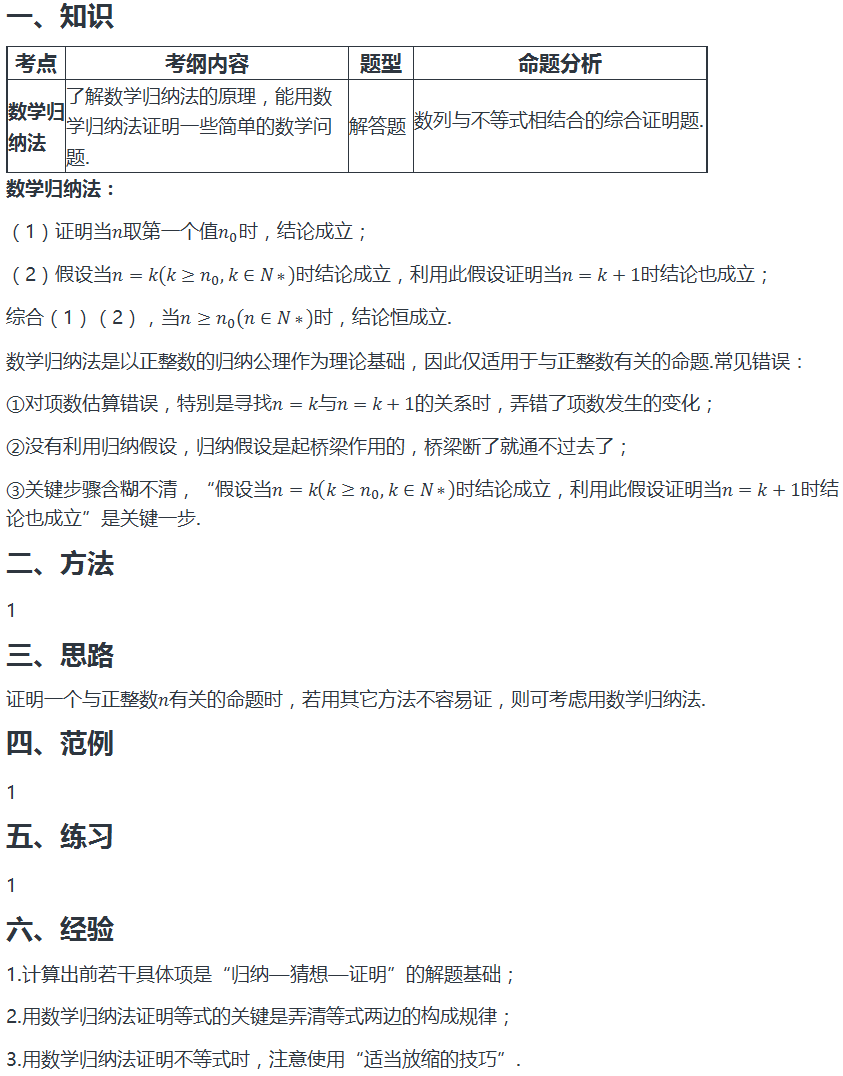 一、知识
考点 考纲内容 题型 命题分析
数学归纳法 了解数学归纳法的原理，能用数学归纳法证明一些简单的数学问题. 解答题 数列与不等式相结合的综合证明题.
数学归纳法：
（1）证明当n取第一个值n₀时，结论成立；
（2）假设当n = k(k ≥ n₀, k ∈ N ∗)时结论成立，利用此假设证明当n = k + 1时结论也成立；
综合（1）（2），当n ≥ n₀(n ∈ N ∗)时，结论恒成立.
数学归纳法是以正整数的归纳公理作为理论基础，因此仅适用于与正整数有关的命题.常见错误：
①对项数估算错误，特别是寻找n = k与n = k + 1的关系时，弄错了项数发生的变化；
②没有利用归纳假设，归纳假设是起桥梁作用的，桥梁断了就通不过去了；
③关键步骤含糊不清，“假设当n = k(k ≥ n₀, k ∈ N ∗)时结论成立，利用此假设证明当n = k + 1时结
论也成立”是关键一步.
二、方法
1
三、思路
证明一个与正整数n有关的命题时，若用其它方法不容易证，则可考虑用数学归纳法.
四、范例
1
五、练习
1
六、经验
1.计算出前若干具体项是“归纳—猜想—证明”的解题基础；
2.用数学归纳法证明等式的关键是弄清等式两边的构成规律；
3.用数学归纳法证明不等式时，注意使用“适当放缩的技巧”.